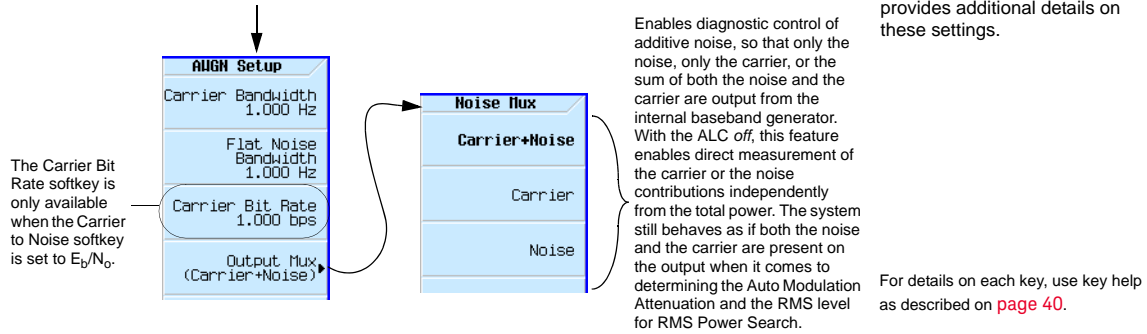 provides additional details on
these settings.
AWGN Setup
Carrier Bandwidth
1.000 Hz
Flat Noise
Bandwidth
1.000 Hz
Carrier Bit Rate
1.000 bps
Output Mux
(Carrier+Noise)
The Carrier Bit
Rate softkey is
only available
when the Carrier
to Noise softkey
is set to Eb/No.
Noise Mux
Carrier+Noise
Carrier
Noise
Enables diagnostic control of
additive noise, so that only the
noise, only the carrier, or the
sum of both the noise and the
carrier are output from the
internal baseband generator.
With the ALC off, this feature
enables direct measurement of
the carrier or the noise
contributions independently
from the total power. The system
still behaves as if both the noise
and the carrier are present on
the output when it comes to
determining the Auto Modulation
Attenuation and the RMS level
for RMS Power Search.
For details on each key, use key help
as described on page 40.